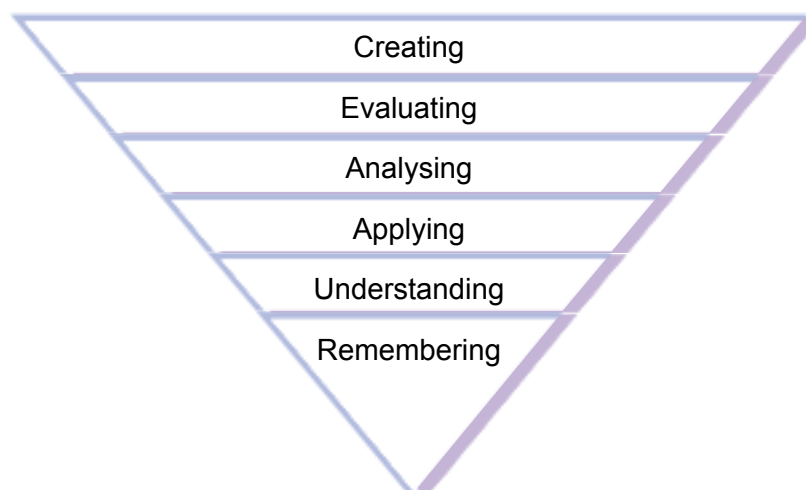 Creating
Evaluating
Analysing
Applying
Understanding
Remembering